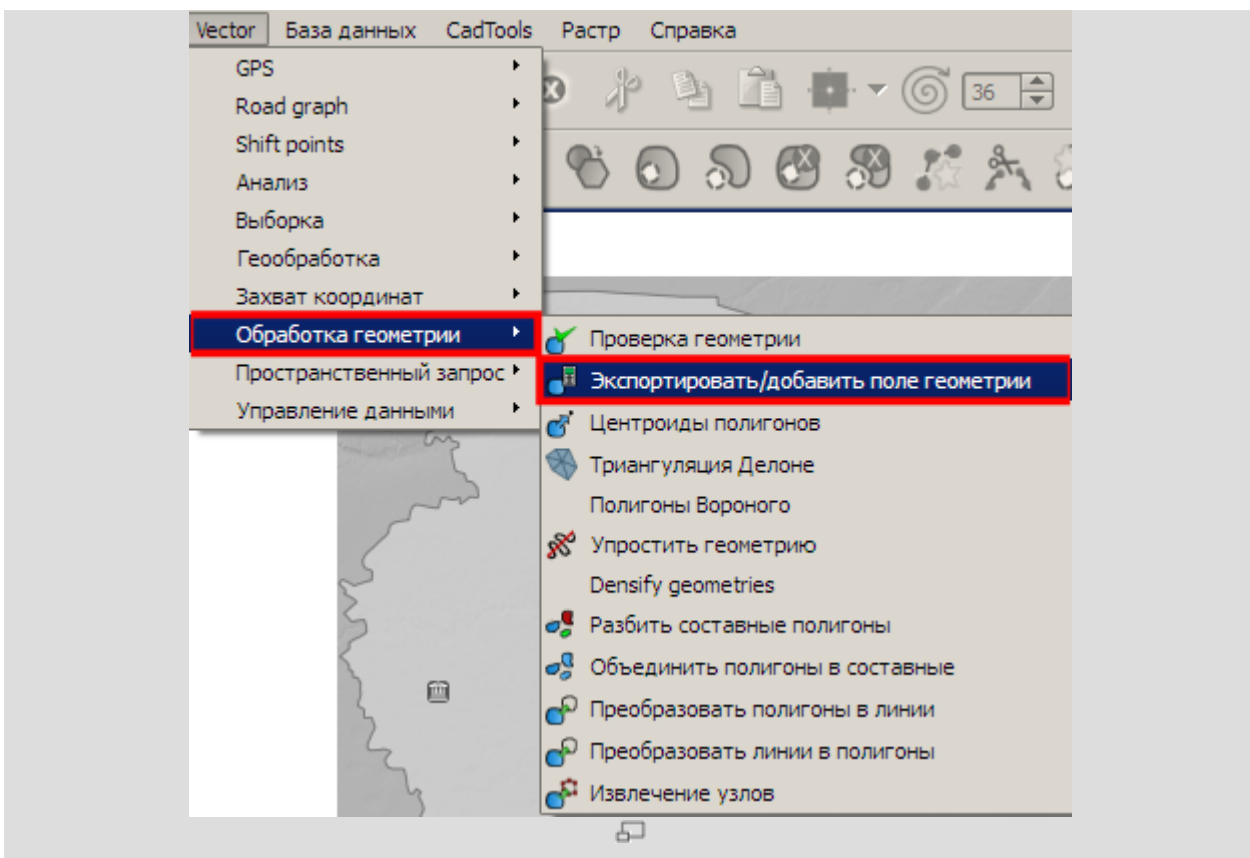 Vector База данных CadTools Растр Справка
GPS
36
Road graph
Shift points
Анализ
Выборка
Геообработка
Захват координат
Обработка геометрии
Проверка геометрии
Пространственный запрос
Экспортировать/добавить поле геометрии
Управление данными
Центроиды полигонов
Триангуляция Делоне
Полигоны Вороного
Упростить геометрию
Densify geometries
Разбить составные полигоны
Объединить полигоны в составные
Преобразовать полигоны в линии
Преобразовать линии в полигоны
Извлечение узлов